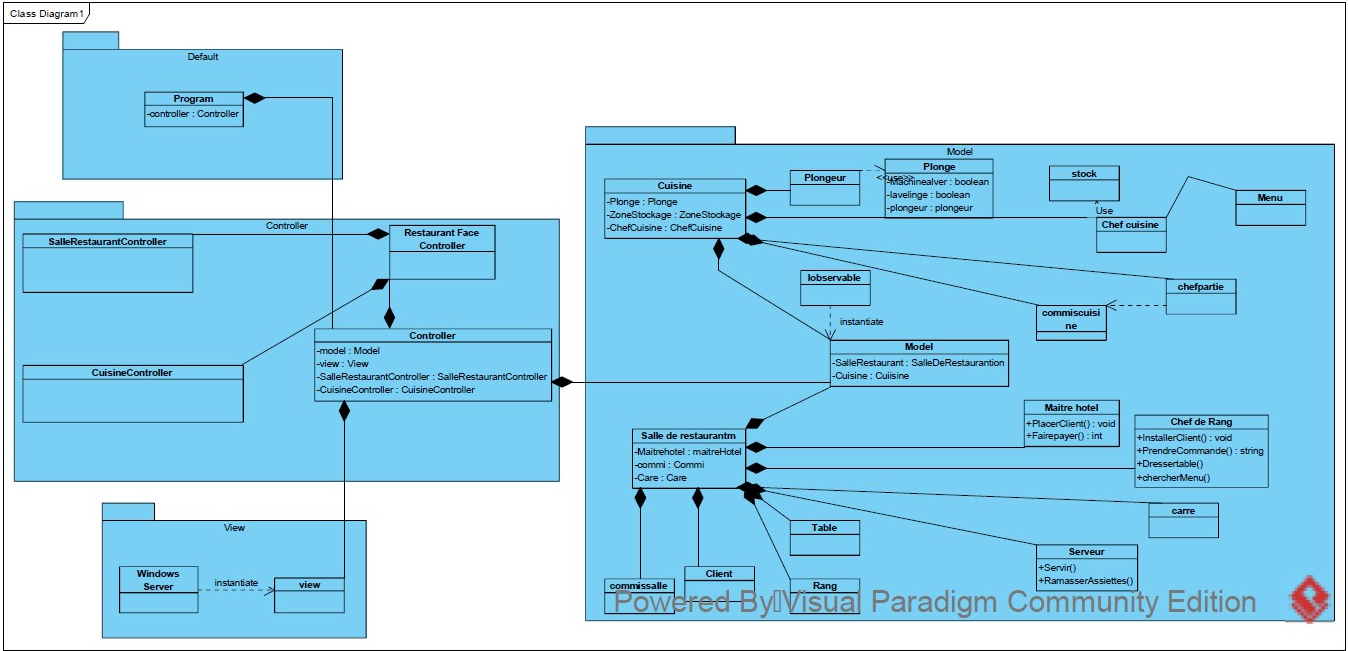 Class Diagram1
Default
Program
-controller : Controller
Controller
SalleRestaurantController
Restaurant Face
Controller
CuisineController
Controller
-model : Model
-view : View
-SalleRestaurantController : SalleRestaurantController
-CuisineController : CuisineController
View
Windows
Server
instantiate
view
Model
Cuisine
-Plonge : Plonge
-ZoneStockage : ZoneStockage
-ChefCuisine : ChefCuisine
Plongeur
<<use>>
Plonge
-Machinealver : boolean
-lavelinge : boolean
-plongeur : plongeur
stock
Use
Chef cuisine
Menu
chefpartie
commiscuisi
ne
Iobservable
instantiate
Model
-SalleRestaurant : SalleDeRestaurantion
-Cuisine : Cuiisine
Salle de restaurantm
-Maitrehotel : maitreHotel
-commi : Commi
-Care : Care
Maitre hotel
+PlacerClient() : void
+Fairepayer() : int
Chef de Rang
+InstallerClient() : void
+PrendreCommande() : string
+Dressertable()
+chercherMenu()
carre
Serveur
+Servir()
+RamasserAssiettes()
Table
Rang
Client
commissalle
Powered By Visual Paradigm Community Edition